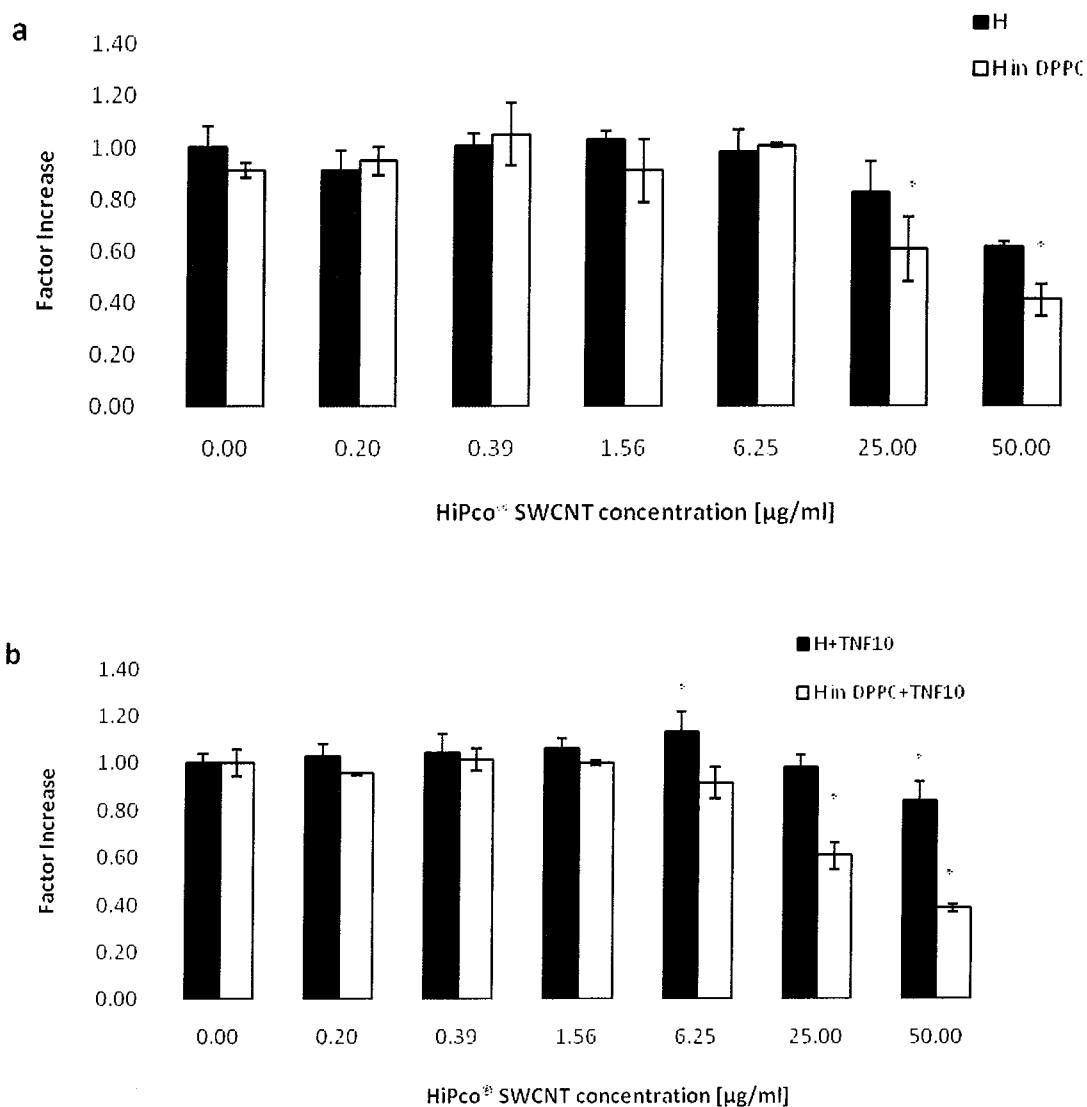 a
H
H in DPPC
1.40
1.20
1.00
0.80
0.60
0.40
0.20
0.00
Factor Increase
* *
0.00 0.20 0.39 1.56 6.25 25.00 50.00
HiPco® SWCNT concentration [µg/ml]
b
H+TNF10
H in DPPC+TNF10
1.40
1.20
1.00
0.80
0.60
0.40
0.20
0.00
Factor Increase
* * * *
0.00 0.20 0.39 1.56 6.25 25.00 50.00
HiPco® SWCNT concentration [µg/ml]